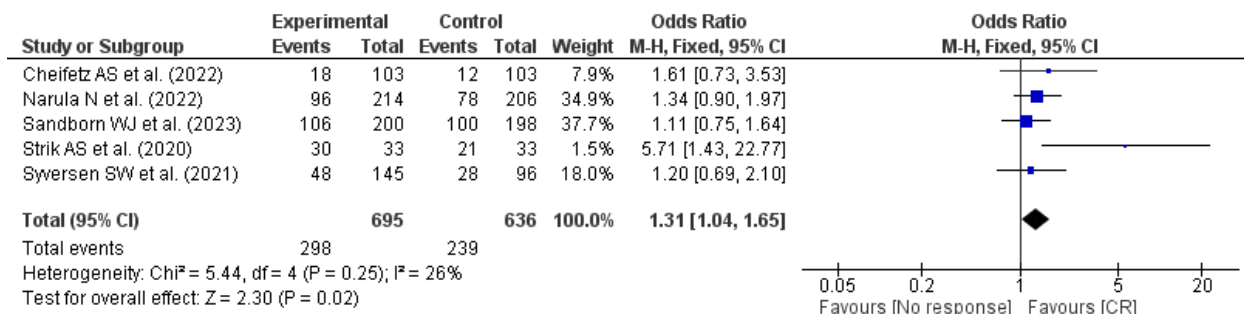 Experimental Control Odds Ratio Odds Ratio
Study or Subgroup Events Total Events Total Weight M-H, Fixed, 95% CI M-H, Fixed, 95% CI
Cheifetz AS et al. (2022) 18 103 12 103 7.9% 1.61 [0.73, 3.53]
Narula N et al. (2022) 96 214 78 206 34.9% 1.34 [0.90, 1.97]
Sandborn WJ et al. (2023) 106 200 100 198 37.7% 1.11 [0.75, 1.64]
Strik AS et al. (2020) 30 33 21 33 1.5% 5.71 [1.43, 22.77]
Syversen SW et al. (2021) 48 145 28 96 18.0% 1.20 [0.69, 2.10]
Total (95% CI) 695 636 100.0% 1.31 [1.04, 1.65]
Total events 298 239
Heterogeneity: Chi² = 5.44, df = 4 (P = 0.25); I² = 26%
Test for overall effect: Z = 2.30 (P = 0.02)
0.05 0.2 1 5 20
Favours [No response] Favours [CR]